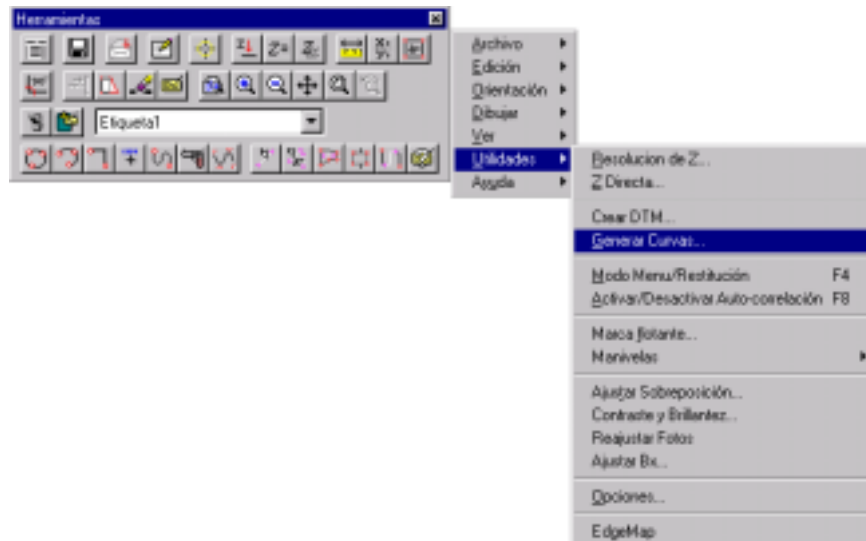 Herramientas
Etiqueta1
Archivo
Edición
Orientación
Dibujar
Ver
Utilidades
Ayuda
Resolucion de Z...
Z Directa...
Crear DTM...
Generar Curvas...
Modo Menu/Restitución F4
Activar/Desactivar Auto-correlación F8
Marca flotante...
Manivelas
Ajustar Sobreposición...
Contraste y Brillantez...
Reajustar Fotos
Ajustar Bx...
Opciones...
EdgeMap